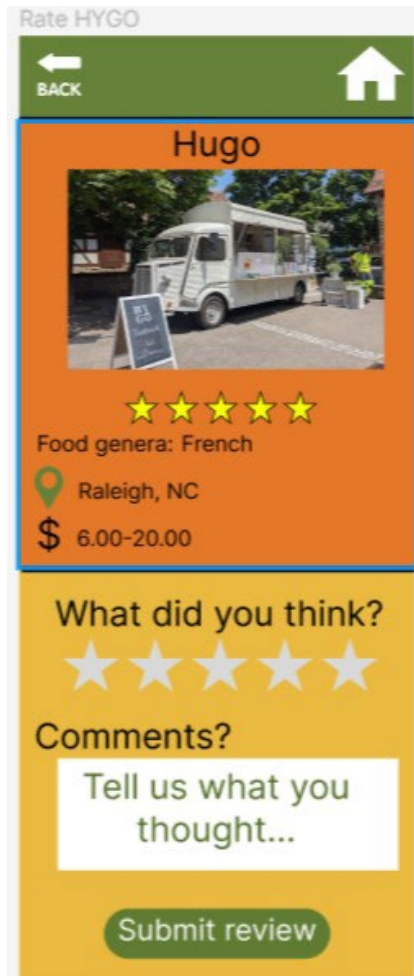 Rate HYGO
BACK
Hugo
Food genera: French
Raleigh, NC
$ 6.00-20.00
What did you think?
Comments?
Tell us what you
thought...
Submit review